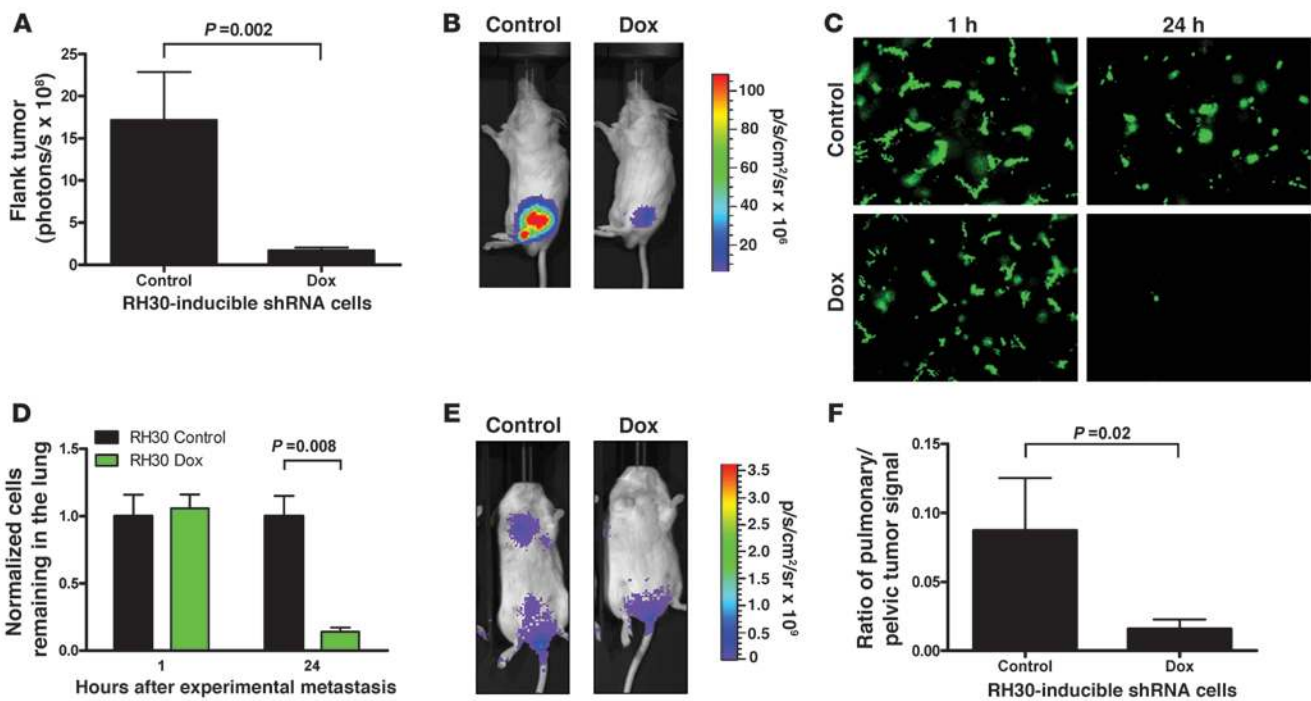 A
P=0.002
Flank tumor
(photons/s x 10⁸)
25
20
15
10
5
0
Control
Dox
RH30-inducible shRNA cells
B
Control
Dox
100
80
60
40
20
p/s/cm²/sr x 10⁶
C
1 h
24 h
Control
Dox
D
RH30 Control
RH30 Dox
P=0.008
Normalized cells
remaining in the lung
1.5
1.0
0.5
0.0
1
24
Hours after experimental metastasis
E
Control
Dox
3.5
3.0
2.5
2.0
1.5
1.0
0.5
0
p/s/cm²/sr x 10⁹
F
P=0.02
Ratio of pulmonary/
pelvic tumor signal
0.15
0.10
0.05
0.00
Control
Dox
RH30-inducible shRNA cells